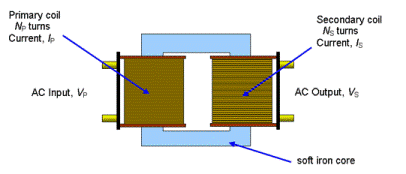 Primary coil
Nₚ turns
Current, Iₚ
Secondary coil
Nₛ turns
Current, Iₛ
AC Input, Vₚ
AC Output, Vₛ
soft iron core